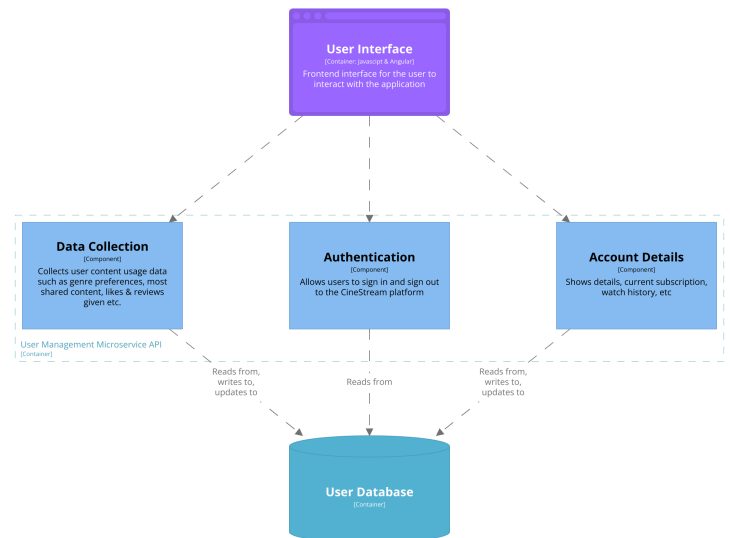 User Interface
[Container: Javascipt & Angular]
Frontend interface for the user to
interact with the application
Data Collection
[Component]
Collects user content usage data
such as genre preferences, most
shared content, likes & reviews
given etc.
Authentication
[Component]
Allows users to sign in and sign out
to the CineStream platform
Account Details
[Component]
Shows details, current subscription,
watch history, etc
User Management Microservice API
[Container]
Reads from,
writes to,
updates to
Reads from
Reads from,
writes to,
updates to
User Database
[Container]